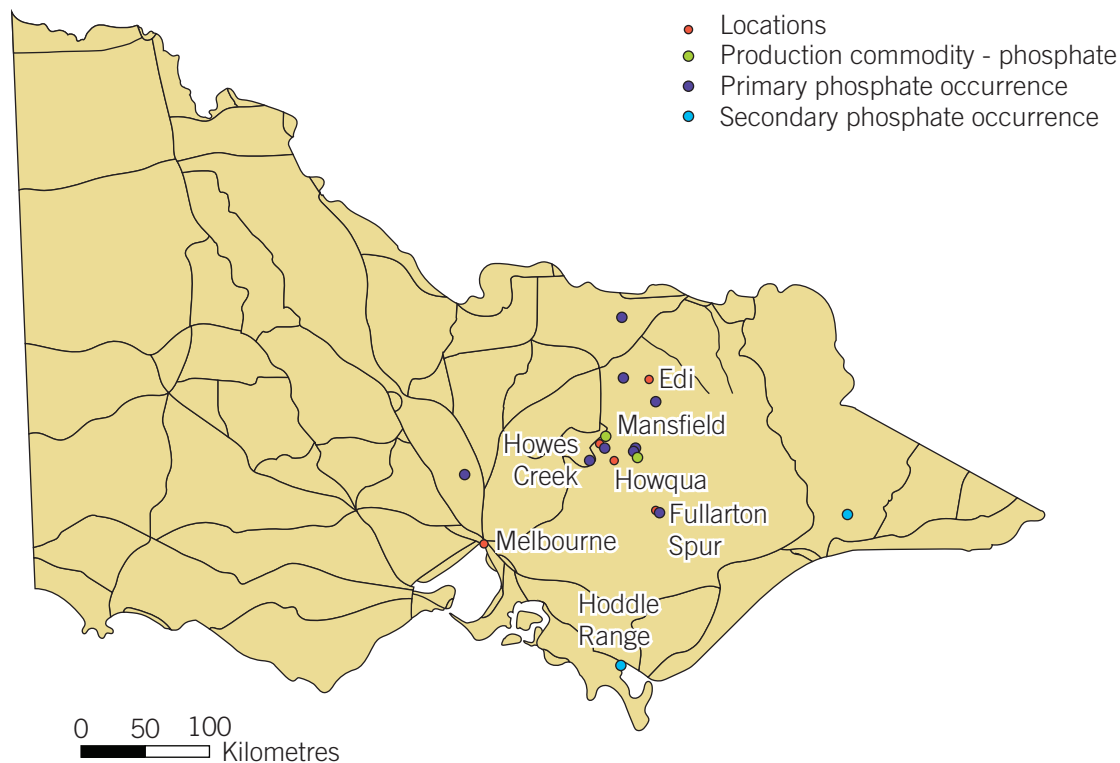 Locations
Production commodity - phosphate
Primary phosphate occurrence
Secondary phosphate occurrence
Edi
Mansfield
Howes
Creek
Howqua
Fullarton
Spur
Melbourne
Hoddle
Range
0 50 100
Kilometres